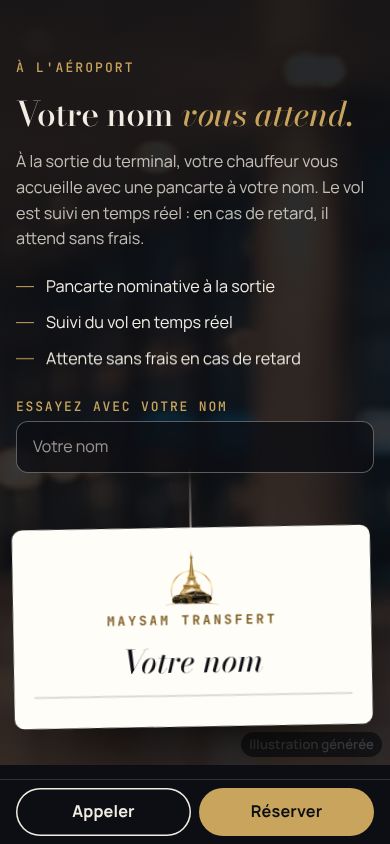 À L'AÉROPORT
Votre nom vous attend.
À la sortie du terminal, votre chauffeur vous
accueille avec une pancarte à votre nom. Le vol
est suivi en temps réel : en cas de retard, il
attend sans frais.
— Pancarte nominative à la sortie
— Suivi du vol en temps réel
— Attente sans frais en cas de retard
ESSAYEZ AVEC VOTRE NOM
Votre nom
MAYSAM TRANSFERT
Votre nom
Illustration générée
Appeler
Réserver